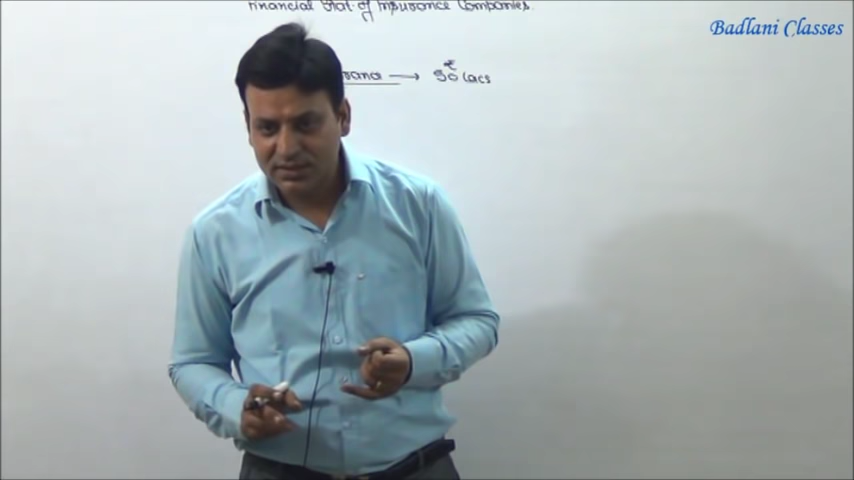 Financial Stat. of Insurance Companies.
Badlani Classes
→ ₹ 50 Lacs